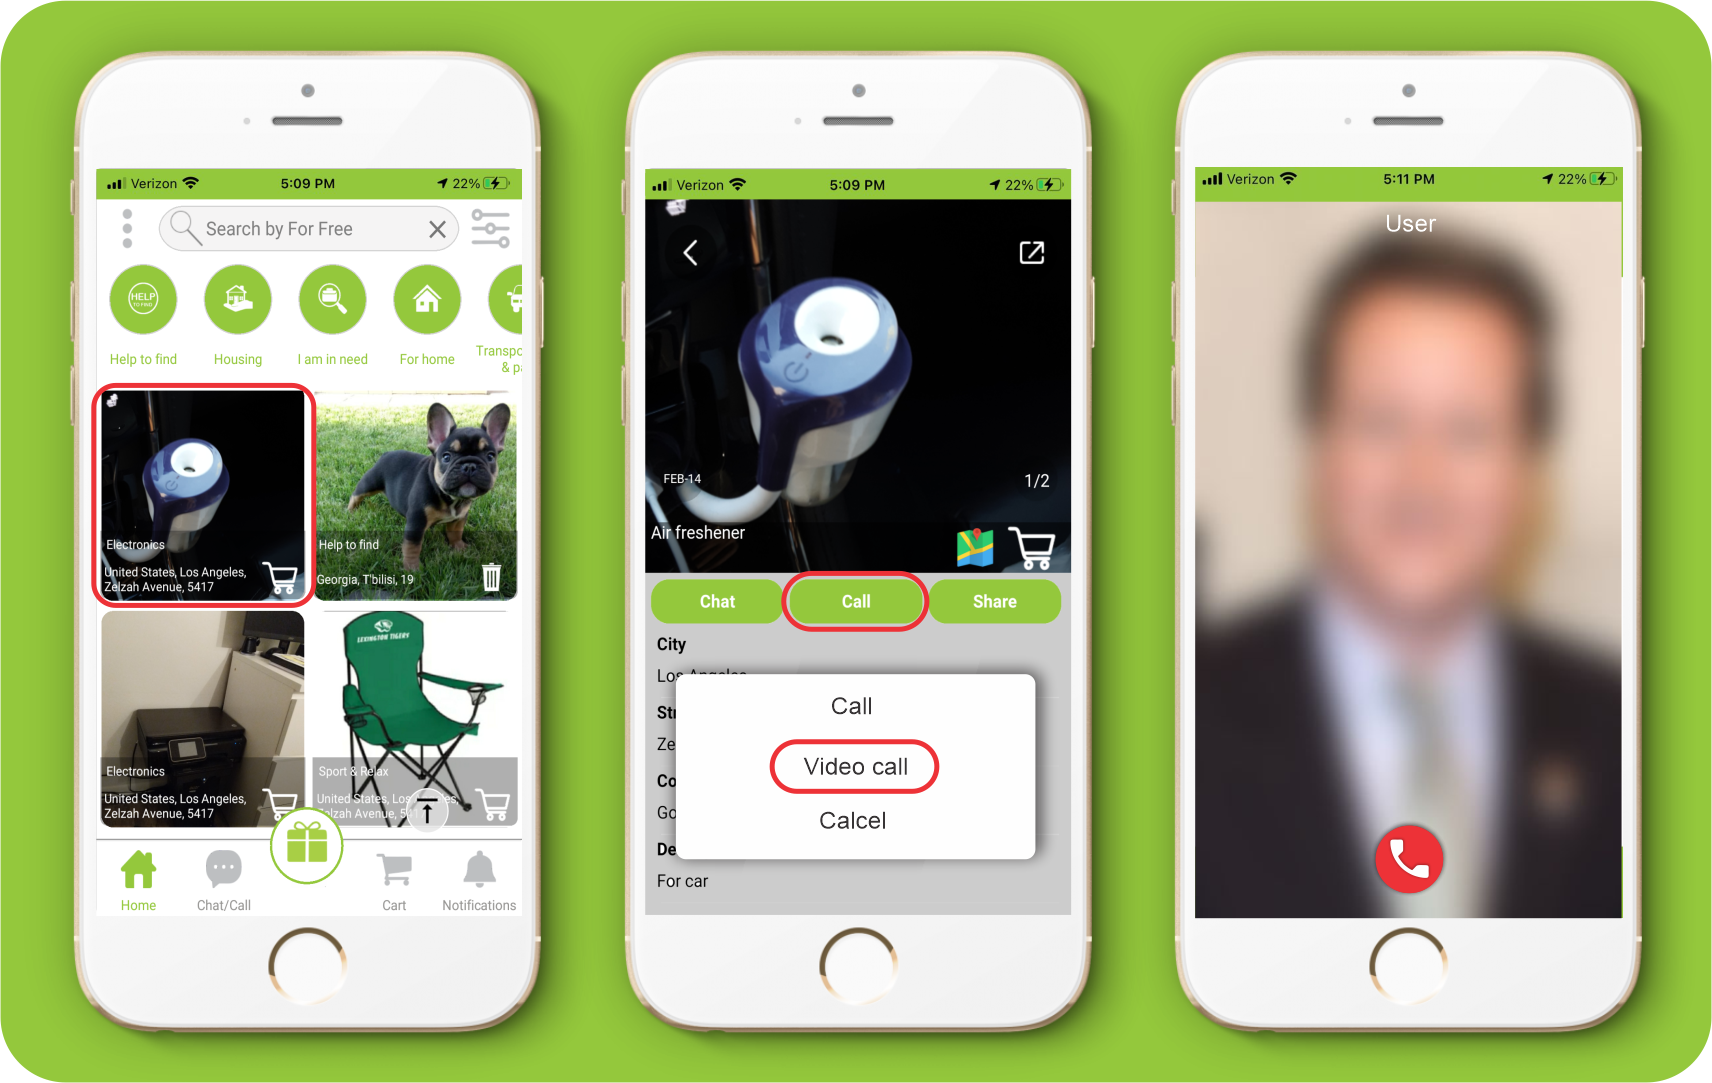 Verizon 5:09 PM 22%
Search by For Free
HELP
TO FIND
Help to find
Housing
I am in need
For home
Transpo
& pa
Electronics
United States, Los Angeles,
Zelzah Avenue, 5417
Help to find
Georgia, T'bilisi, 19
LEXINGTON TIGERS
Electronics
United States, Los Angeles,
Zelzah Avenue, 5417
Sport & Relax
United States, Los Angeles,
Zelzah Avenue, 5417
Home
Chat/Call
Cart
Notifications
Verizon 5:09 PM 22%
FEB-14
1/2
Air freshener
Chat
Call
Share
City
Los Angeles
Str
Ze
Co
Go
De
For car
Call
Video call
Calcel
Verizon 5:11 PM 22%
User